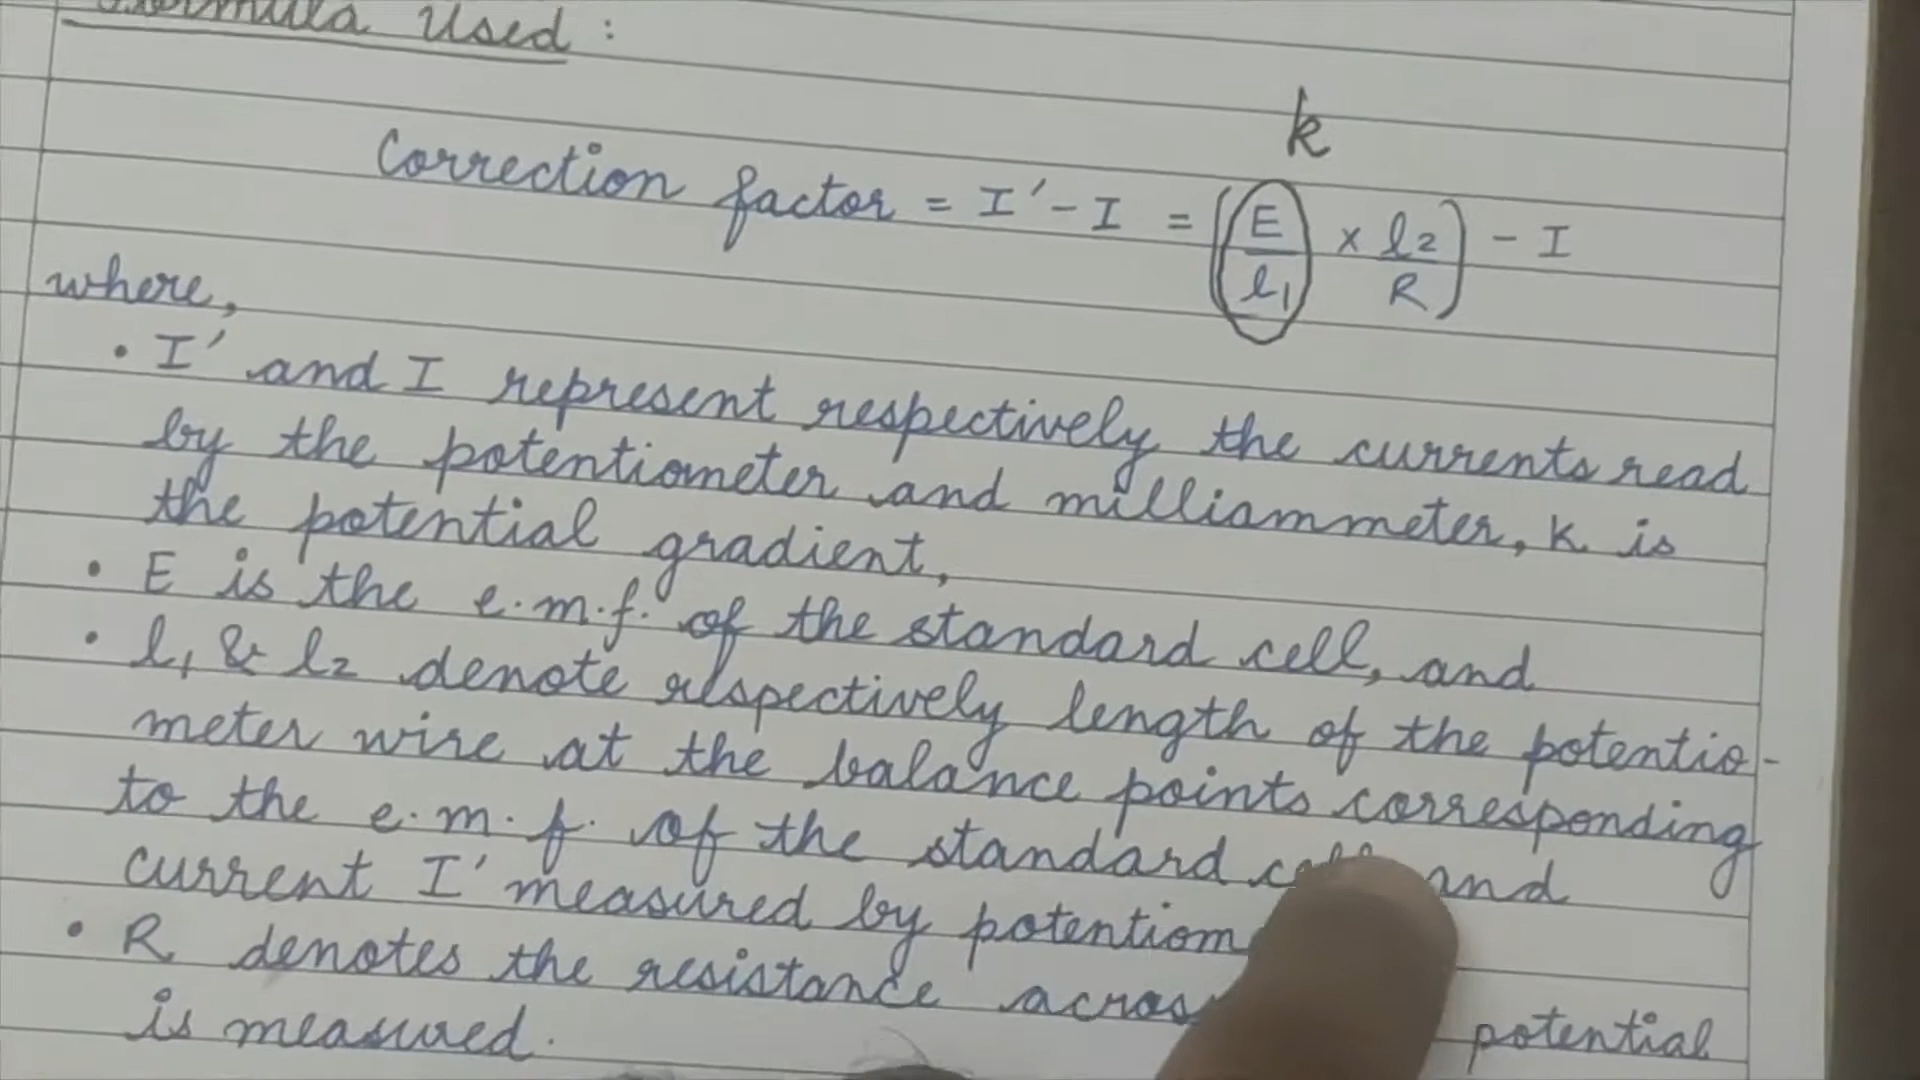 Formula Used :
k
Correction factor = I' - I = (E/l₁ × l₂/R) - I
where,
• I' and I represent respectively the currents read
by the potentiometer and milliammeter, K is
the potential gradient,
• E is the e.m.f. of the standard cell, and
• l₁ & l₂ denote respectively length of the potentio-
meter wire at the balance points corresponding
to the e.m.f. of the standard cell and
current I' measured by
• R denotes the resistance potential
is measured.